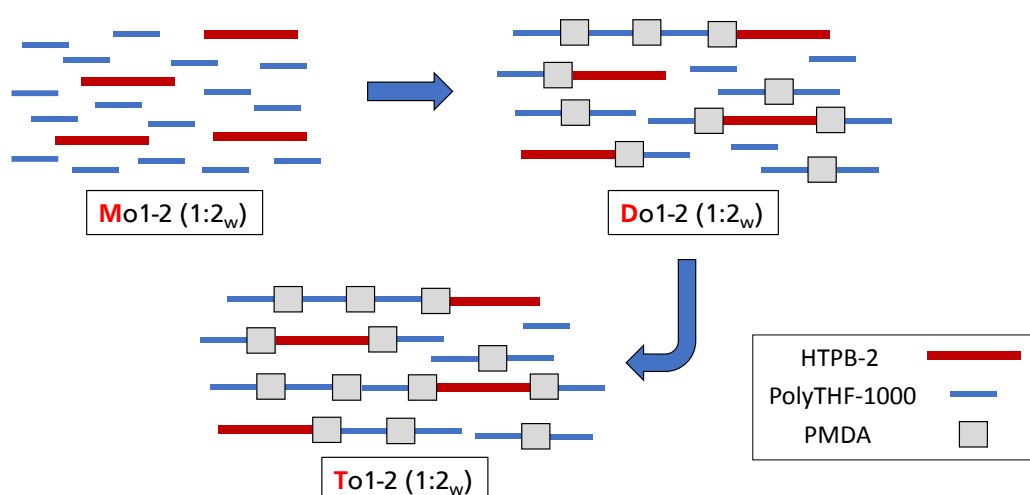 Mo1-2 (1:2w)
Do1-2 (1:2w)
To1-2 (1:2w)
HTPB-2
PolyTHF-1000
PMDA